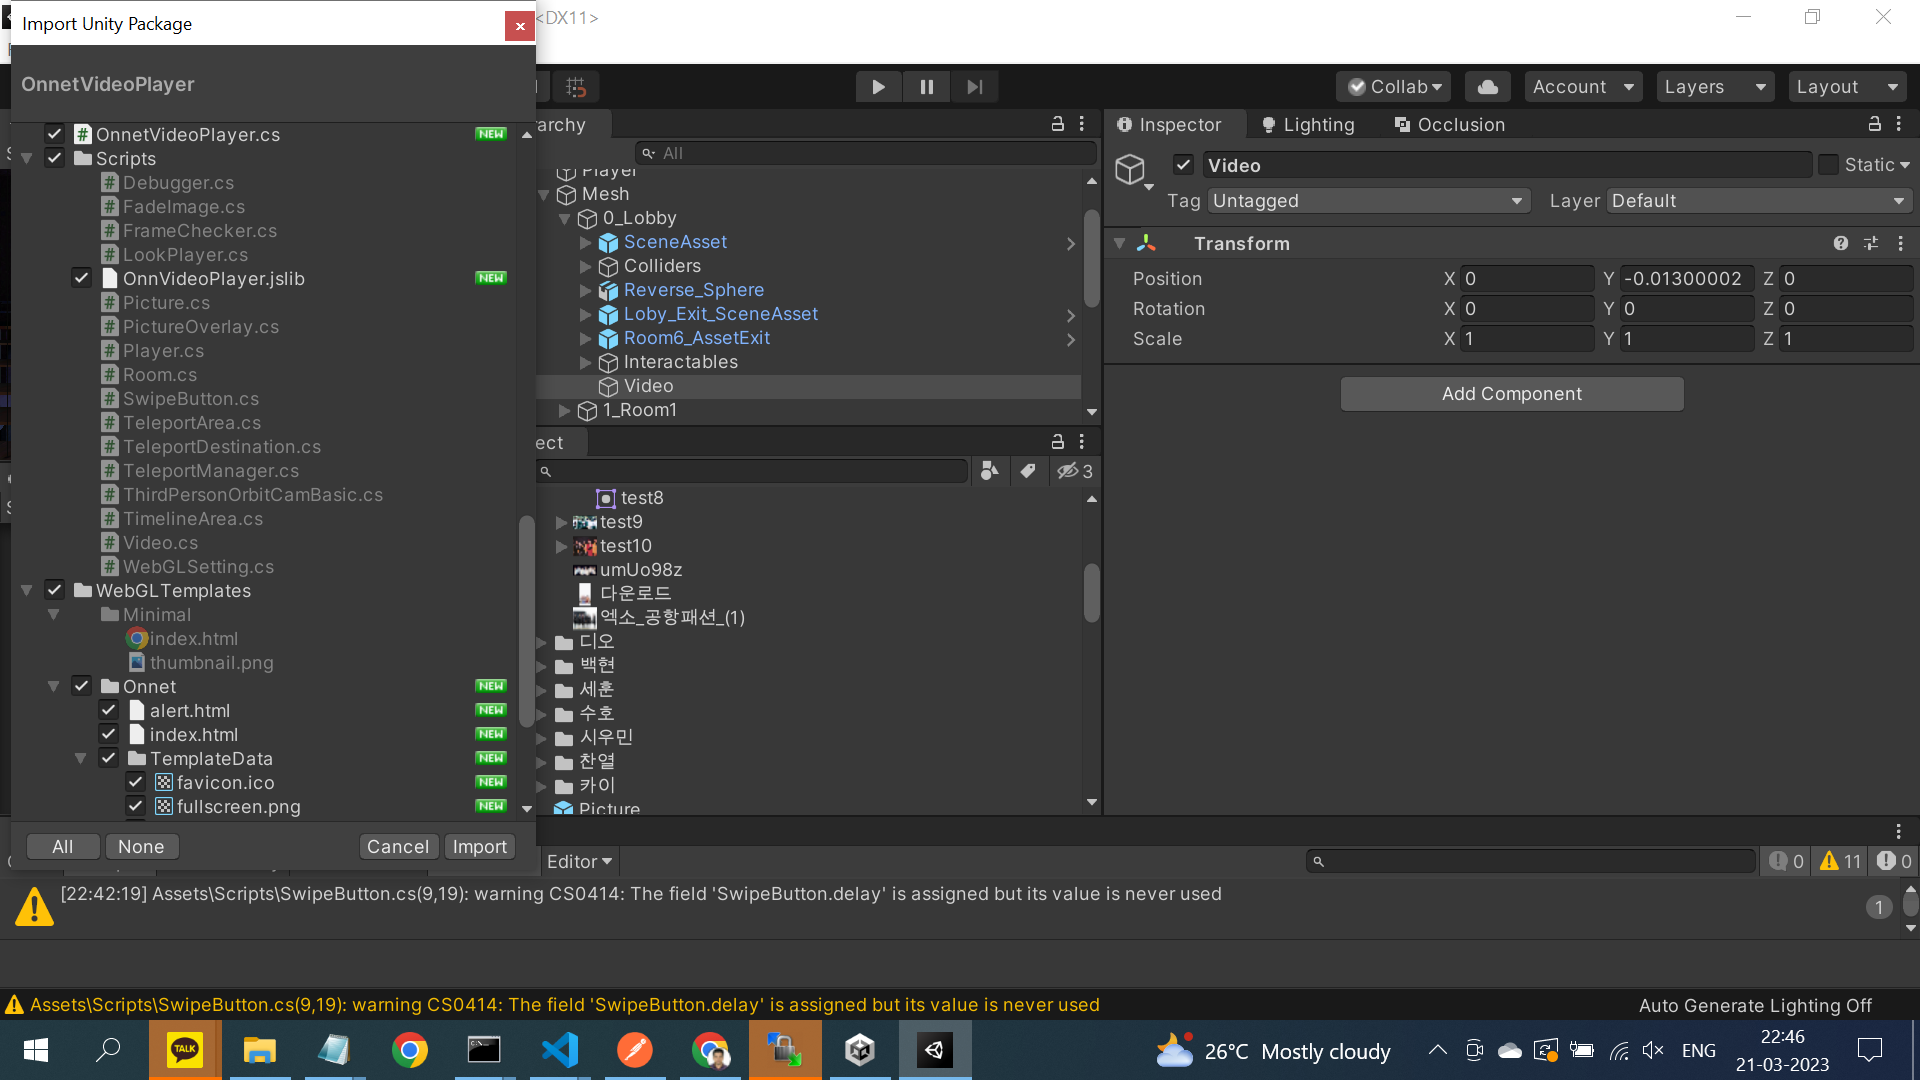 Import Unity Package
<DX11>
OnnetVideoPlayer
OnnetVideoPlayer.cs NEW
Scripts
Debugger.cs
FadeImage.cs
FrameChecker.cs
LookPlayer.cs
OnnVideoPlayer.jslib NEW
Picture.cs
PictureOverlay.cs
Player.cs
Room.cs
SwipeButton.cs
TeleportArea.cs
TeleportDestination.cs
TeleportManager.cs
ThirdPersonOrbitCamBasic.cs
TimelineArea.cs
Video.cs
WebGLSetting.cs
WebGLTemplates
Minimal
index.html
thumbnail.png
Onnet NEW
alert.html NEW
index.html NEW
TemplateData NEW
favicon.ico NEW
fullscreen.png NEW
All None Cancel Import
Collab Account Layers Layout
archy
All
Player
Mesh
0_Lobby
SceneAsset
Colliders
Reverse_Sphere
Loby_Exit_SceneAsset
Room6_AssetExit
Interactables
Video
1_Room1
ect
3
test8
test9
test10
umUo98z
다운로드
엑소_공항패션_(1)
디오
백현
세훈
수호
시우민
찬열
카이
Picture
Inspector Lighting Occlusion
Video Static
Tag Untagged Layer Default
Transform
Position X 0 Y -0.01300002 Z 0
Rotation X 0 Y 0 Z 0
Scale X 1 Y 1 Z 1
Add Component
Editor 0 11 0
[22:42:19] Assets\Scripts\SwipeButton.cs(9,19): warning CS0414: The field 'SwipeButton.delay' is assigned but its value is never used
1
Assets\Scripts\SwipeButton.cs(9,19): warning CS0414: The field 'SwipeButton.delay' is assigned but its value is never used
Auto Generate Lighting Off
TALK
26°C Mostly cloudy
ENG
22:46
21-03-2023